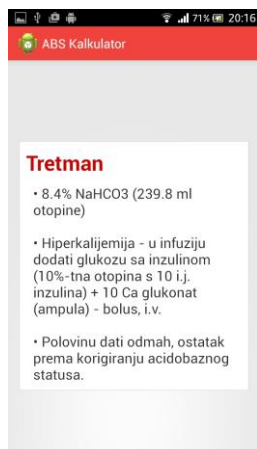 71% 20:16
ABS Kalkulator
Tretman
• 8.4% NaHCO3 (239.8 ml
otopine)
• Hiperkalijemija - u infuziju
dodati glukozu sa inzulinom
(10%-tna otopina s 10 i.j.
inzulina) + 10 Ca glukonat
(ampula) - bolus, i.v.
• Polovinu dati odmah, ostatak
prema korigiranju acidobaznog
statusa.